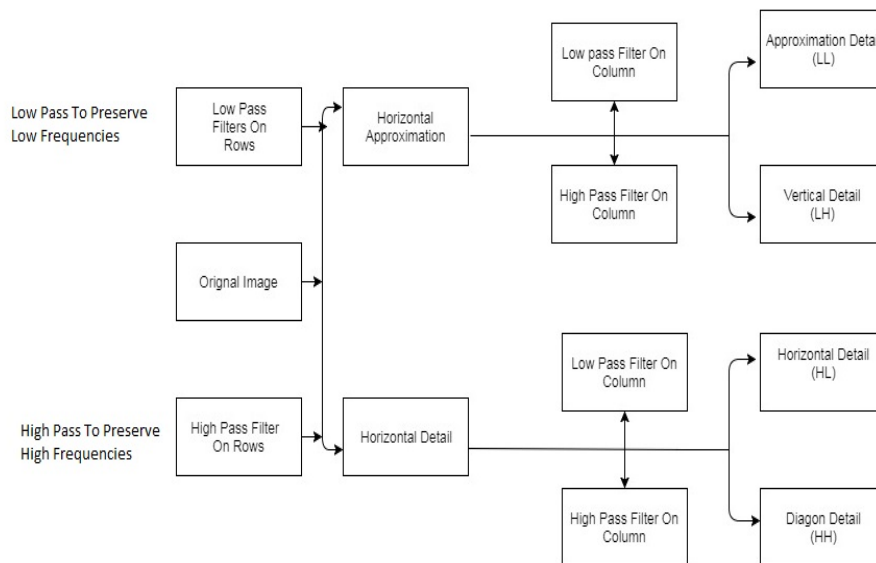 Low Pass To Preserve
Low Frequencies
Low Pass
Filters On
Rows
Horizontal
Approximation
Low pass Filter On
Column
High Pass Filter On
Column
Approximation Detai
(LL)
Vertical Detail
(LH)
Orignal Image
High Pass To Preserve
High Frequencies
High Pass Filter
On Rows
Horizontal Detail
Low Pass Filter On
Column
High Pass Filter On
Column
Horizontal Detail
(HL)
Diagon Detail
(HH)